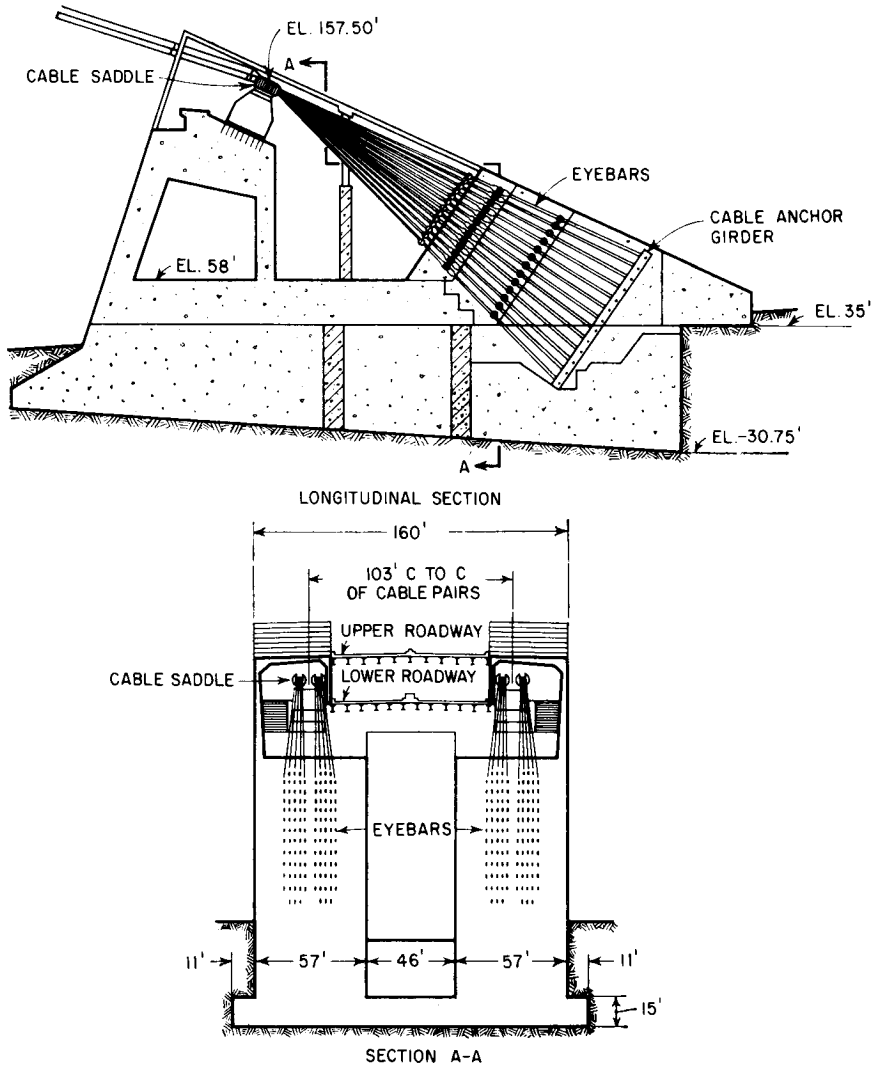 EL. 157.50'
A
CABLE SADDLE
EYEBARS
CABLE ANCHOR
GIRDER
EL. 58'
EL. 35'
EL.-30.75'
A
LONGITUDINAL SECTION
160'
103' C TO C
OF CABLE PAIRS
UPPER ROADWAY
CABLE SADDLE
LOWER ROADWAY
EYEBARS
11'
57'
46'
57'
11'
15'
SECTION A-A